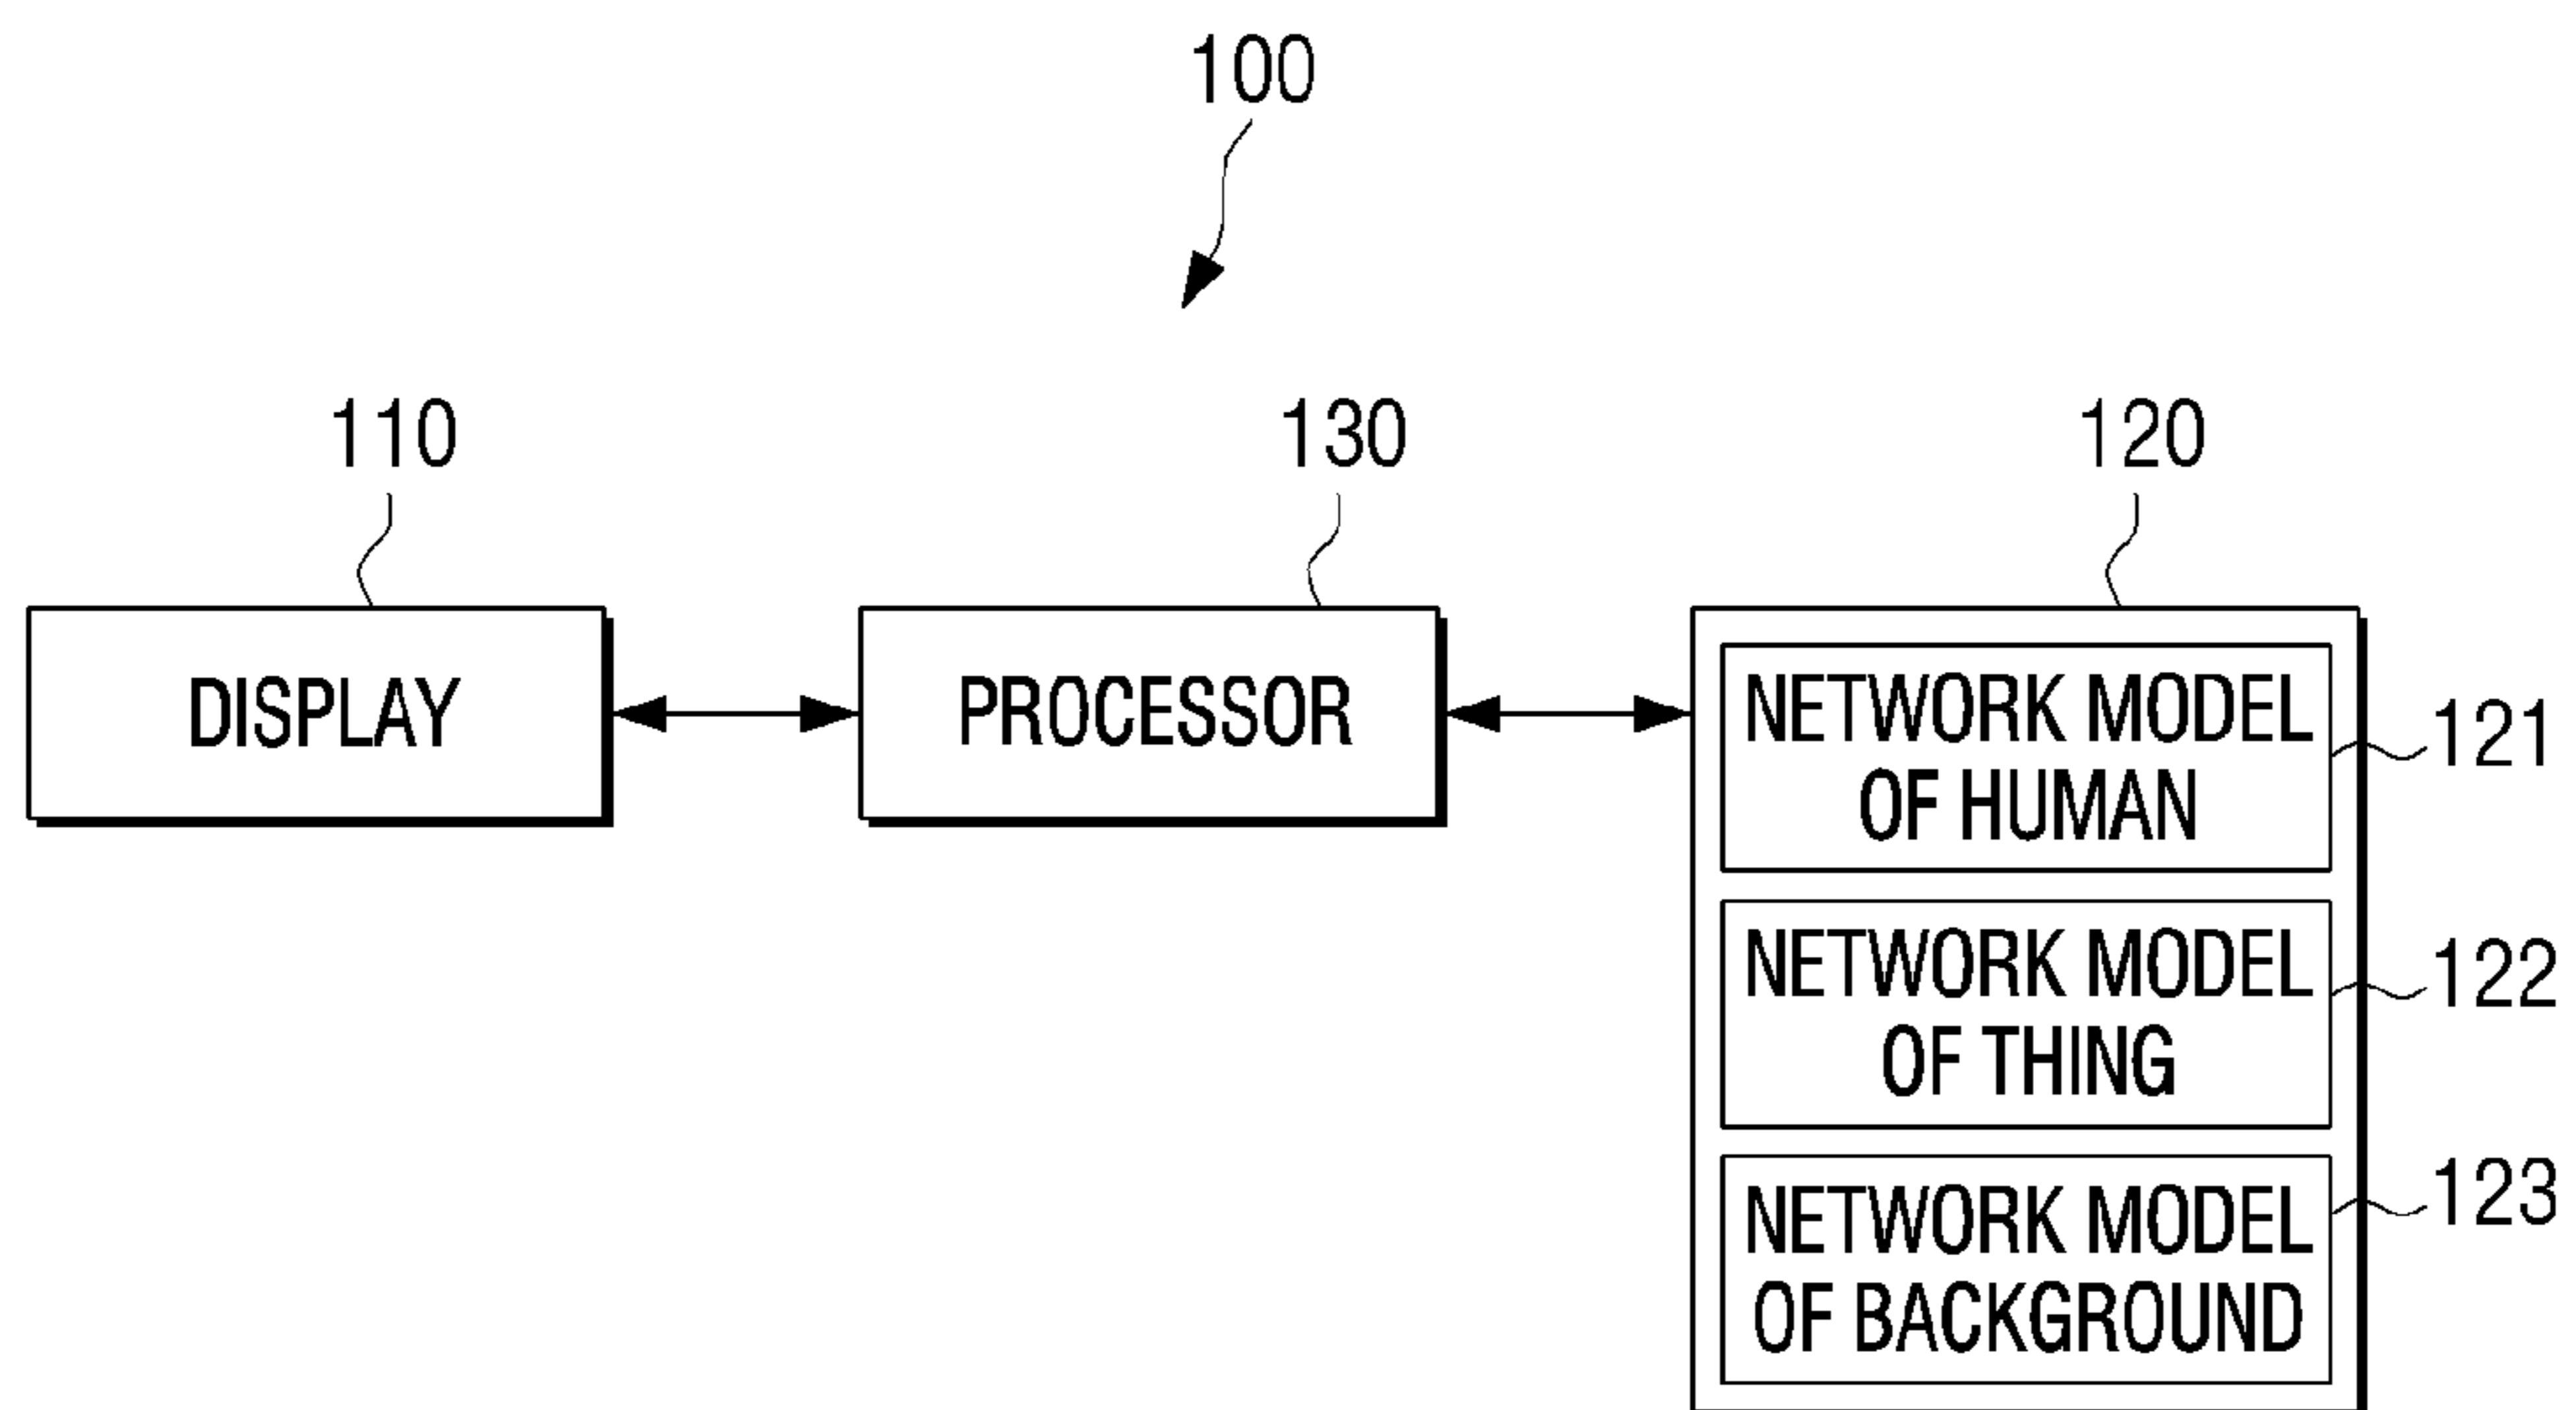 100
110
130
120
DISPLAY
PROCESSOR
NETWORK MODEL
OF HUMAN
121
NETWORK MODEL
OF THING
122
NETWORK MODEL
OF BACKGROUND
123